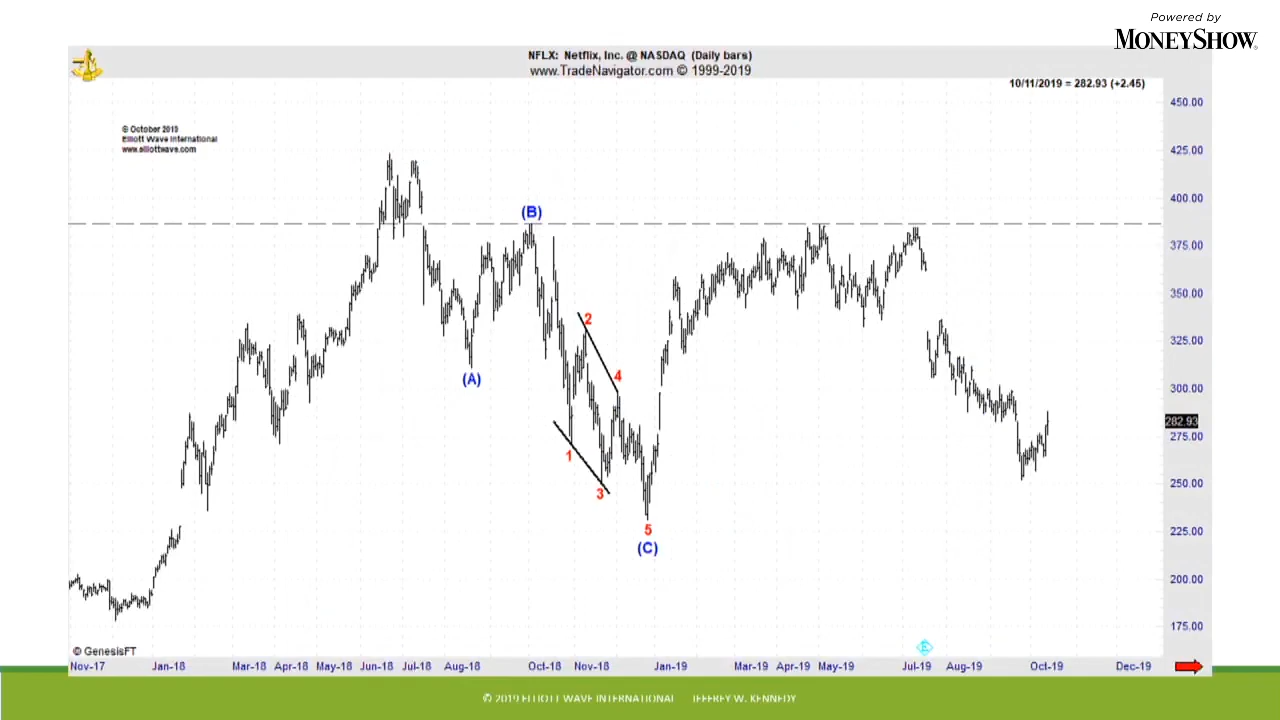 Powered by
MONEYSHOW
NFLX: Netflix, Inc. @ NASDAQ (Daily bars)
www.TradeNavigator.com © 1999-2019
10/11/2019 = 282.93 (+2.45)
© October 2019
Elliott Wave International
www.elliottwave.com
450.00
425.00
400.00
375.00
350.00
325.00
300.00
282.93
275.00
250.00
225.00
200.00
175.00
(B)
2
4
(A)
1
3
5
(C)
E
© GenesisFT
Nov-17 Jan-18 Mar-18 Apr-18 May-18 Jun-18 Jul-18 Aug-18 Oct-18 Nov-18 Jan-19 Mar-19 Apr-19 May-19 Jul-19 Aug-19 Oct-19 Dec-19
© 2019 ELLIOTT WAVE INTERNATIONAL JEFFREY W. KENNEDY